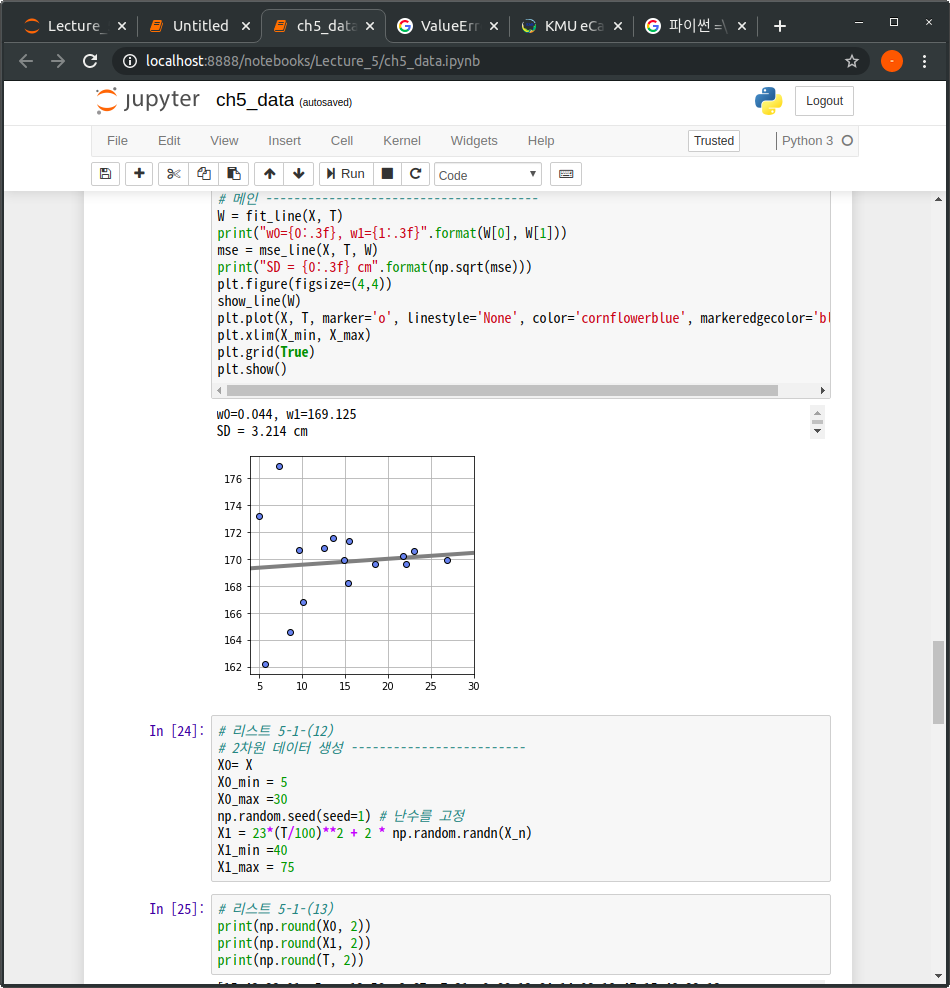 Lecture_ Untitled ch5_data ValueErr KMU eCa 파이썬 =\
localhost:8888/notebooks/Lecture_5/ch5_data.ipynb
jupyter ch5_data (autosaved) Logout
File Edit View Insert Cell Kernel Widgets Help Trusted Python 3
Run Code
# 메인 ---------------------------------------
W = fit_line(X, T)
print("w0={0:.3f}, w1={1:.3f}".format(W[0], W[1]))
mse = mse_line(X, T, W)
print("SD = {0:.3f} cm".format(np.sqrt(mse)))
plt.figure(figsize=(4,4))
show_line(W)
plt.plot(X, T, marker='o', linestyle='None', color='cornflowerblue', markeredgecolor='bl
plt.xlim(X_min, X_max)
plt.grid(True)
plt.show()
w0=0.044, w1=169.125
SD = 3.214 cm
176
174
172
170
168
166
164
162
5 10 15 20 25 30
In [24]: # 리스트 5-1-(12)
# 2차원 데이터 생성 -------------------------
X0= X
X0_min = 5
X0_max =30
np.random.seed(seed=1) # 난수를 고정
X1 = 23*(T/100)**2 + 2 * np.random.randn(X_n)
X1_min =40
X1_max = 75
In [25]: # 리스트 5-1-(13)
print(np.round(X0, 2))
print(np.round(X1, 2))
print(np.round(T, 2))